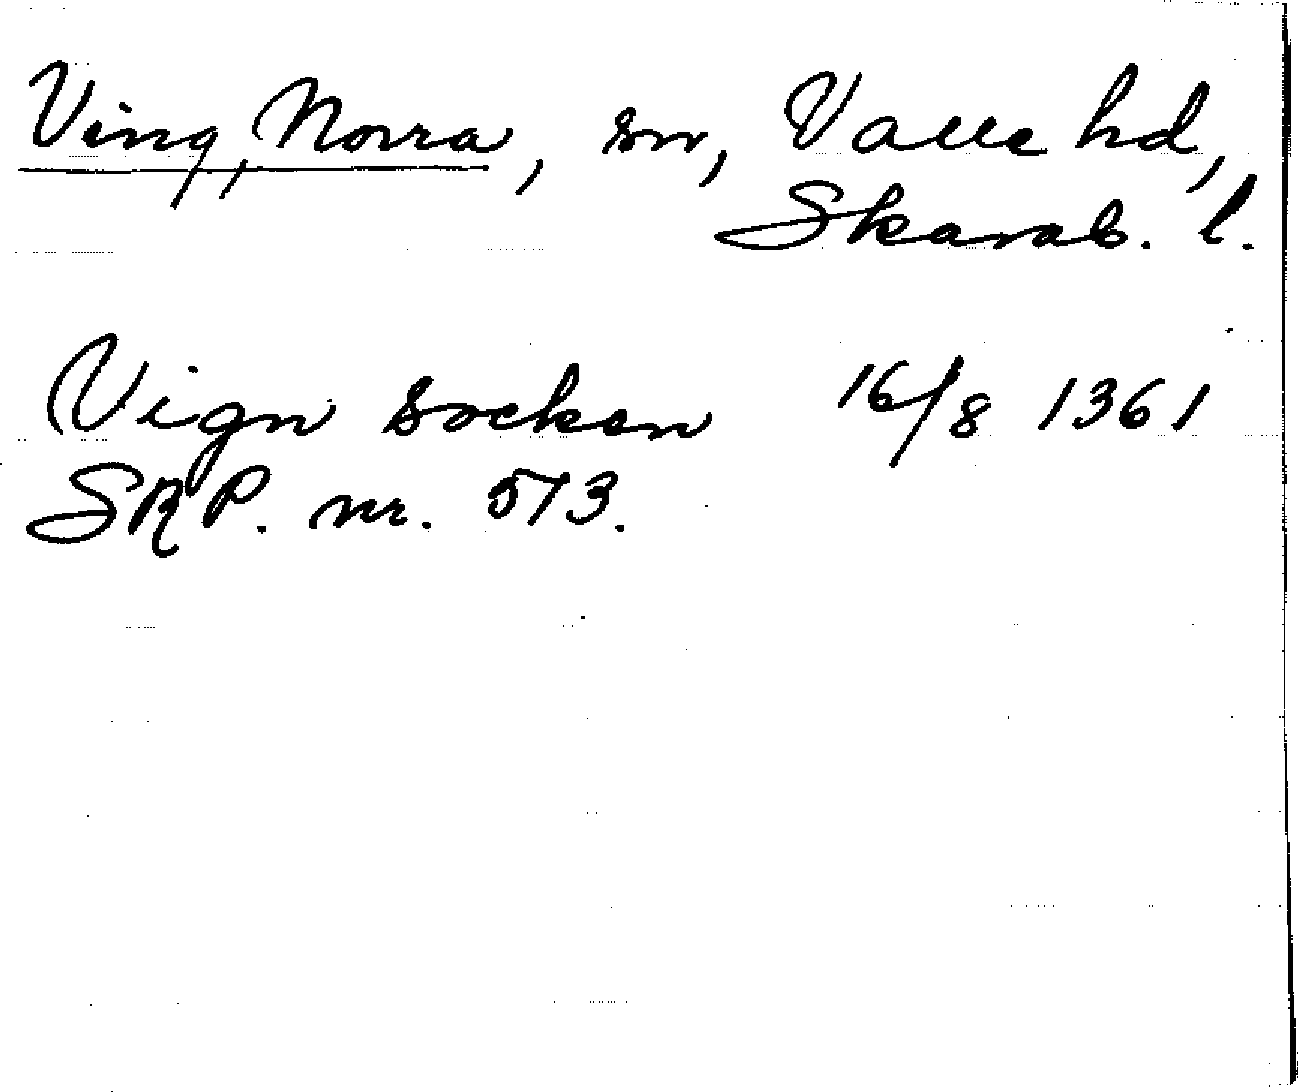 Ving, Norra, sn, Valle hd,
Skarab. l.
Vign socken 16/8 1361
SRP. nr. 573.